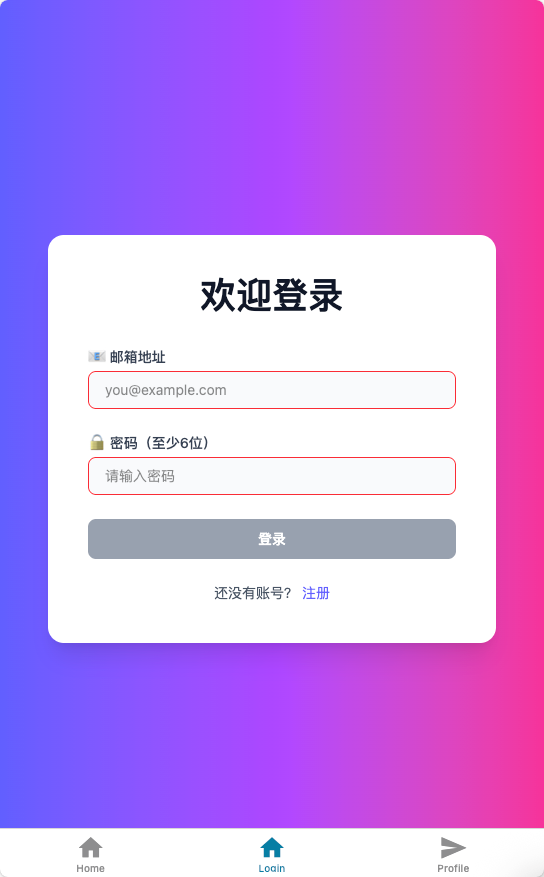 欢迎登录
📧 邮箱地址
you@example.com
🔒 密码（至少6位）
请输入密码
登录
还没有账号？ 注册
Home
Login
Profile